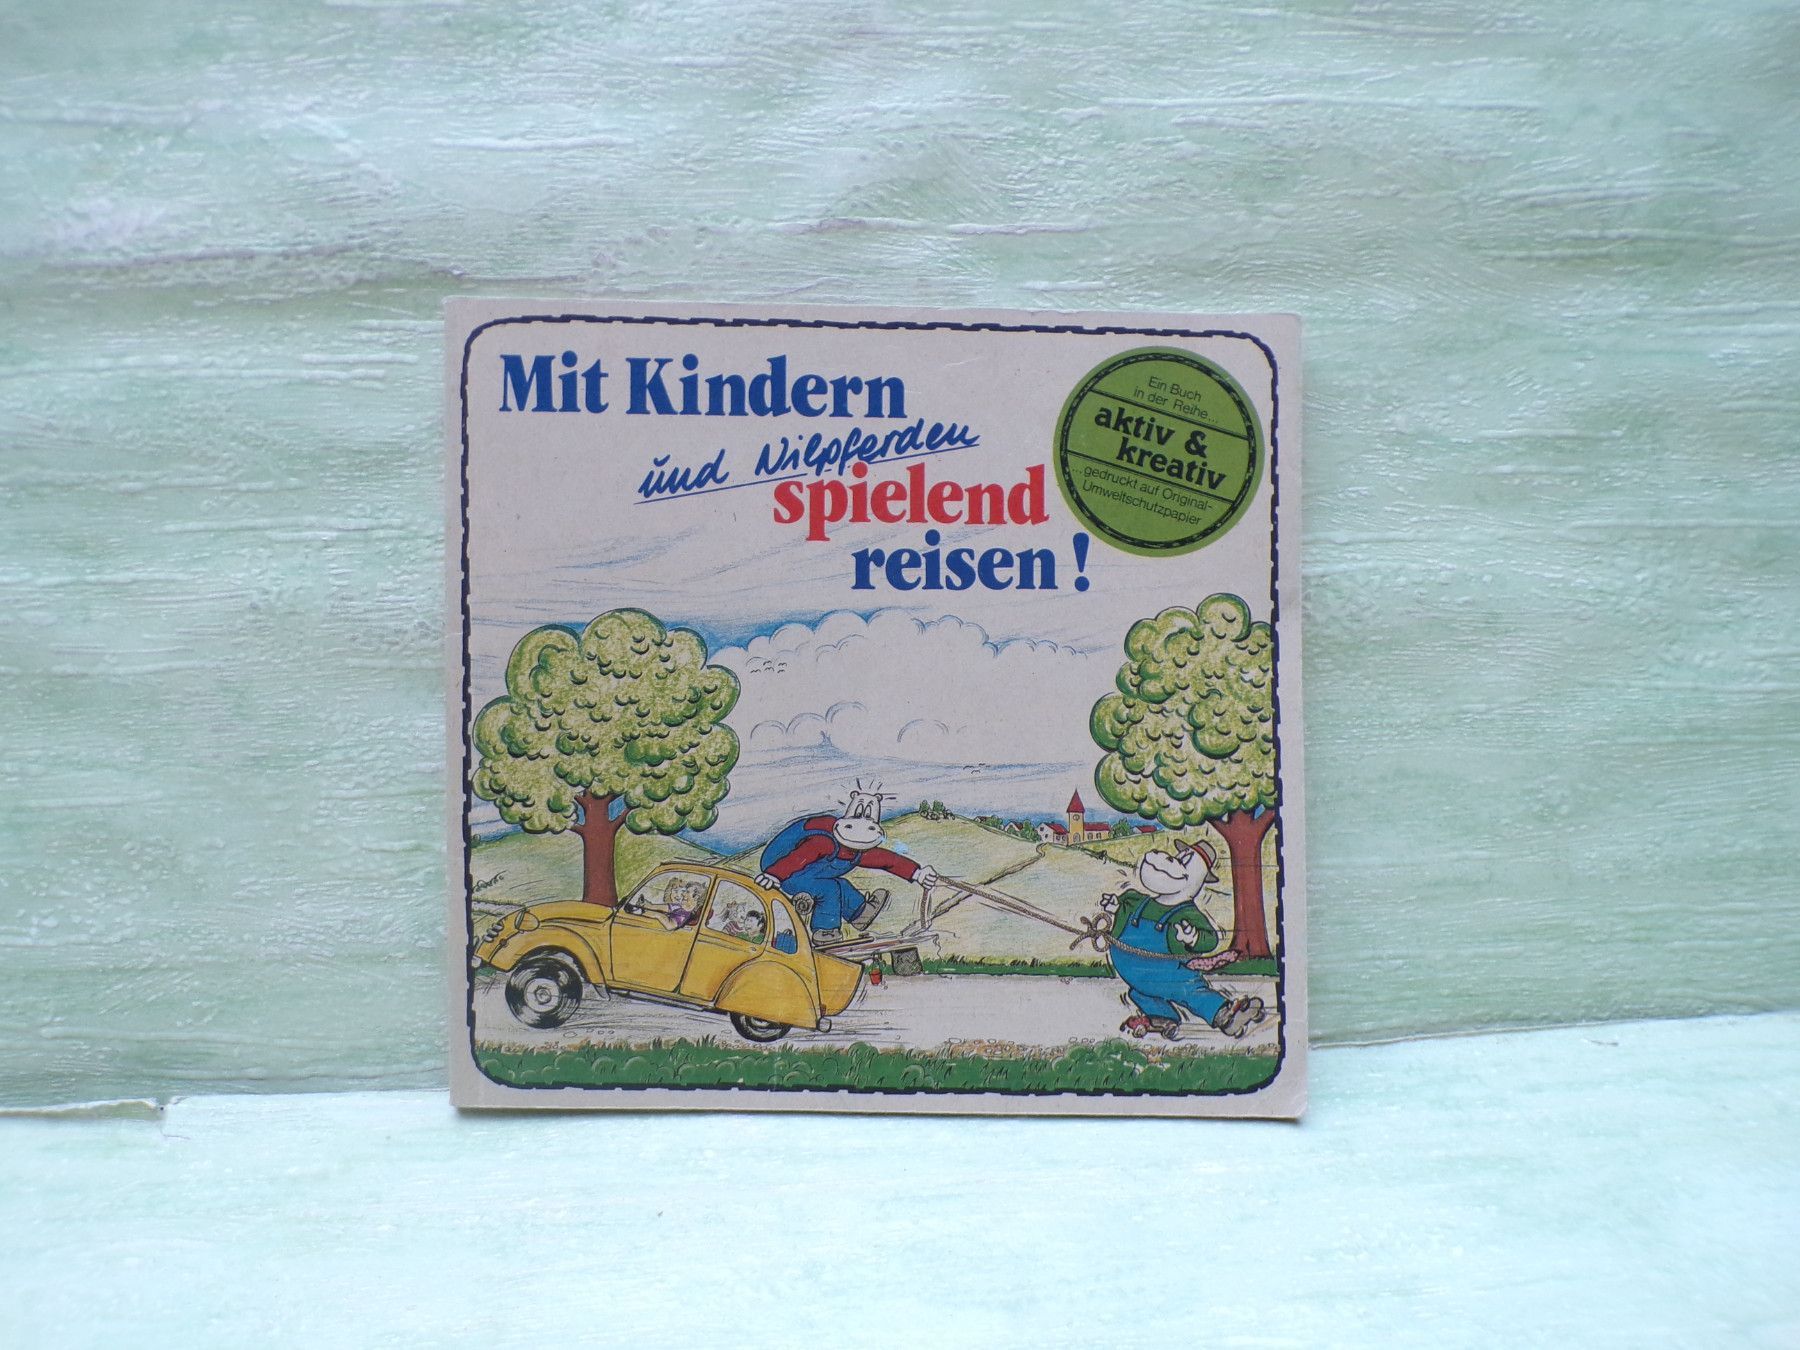 Mit Kindern
und Nilpferden
spielend
reisen!
Ein Buch
in der Reihe...
aktiv &
kreativ
...gedruckt auf Original-
Umweltschutzpapier